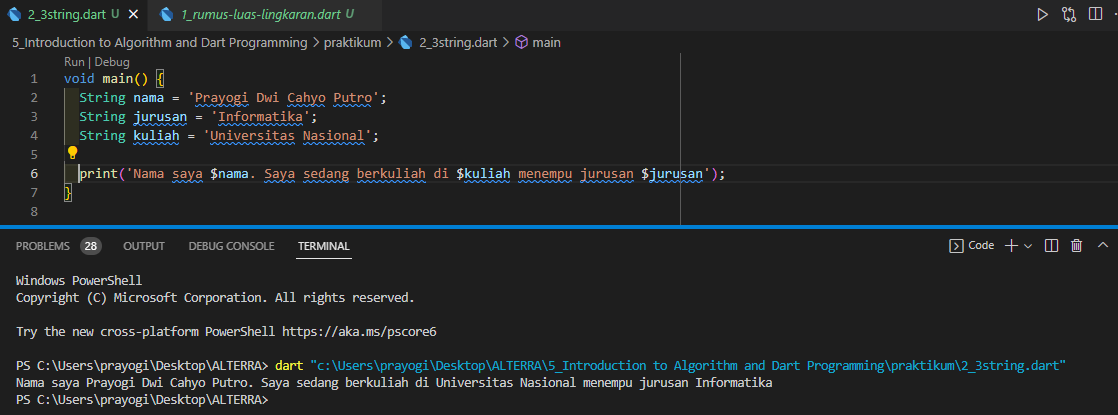 2_3string.dart U 1_rumus-luas-lingkaran.dart U
5_Introduction to Algorithm and Dart Programming > praktikum > 2_3string.dart > main
Run | Debug
1 void main() {
2 String nama = 'Prayogi Dwi Cahyo Putro';
3 String jurusan = 'Informatika';
4 String kuliah = 'Universitas Nasional';
5
6 print('Nama saya $nama. Saya sedang berkuliah di $kuliah menempu jurusan $jurusan');
7 }
8
PROBLEMS 28 OUTPUT DEBUG CONSOLE TERMINAL Code
Windows PowerShell
Copyright (C) Microsoft Corporation. All rights reserved.
Try the new cross-platform PowerShell https://aka.ms/pscore6
PS C:\Users\prayogi\Desktop\ALTERRA> dart "c:\Users\prayogi\Desktop\ALTERRA\5_Introduction to Algorithm and Dart Programming\praktikum\2_3string.dart"
Nama saya Prayogi Dwi Cahyo Putro. Saya sedang berkuliah di Universitas Nasional menempu jurusan Informatika
PS C:\Users\prayogi\Desktop\ALTERRA>